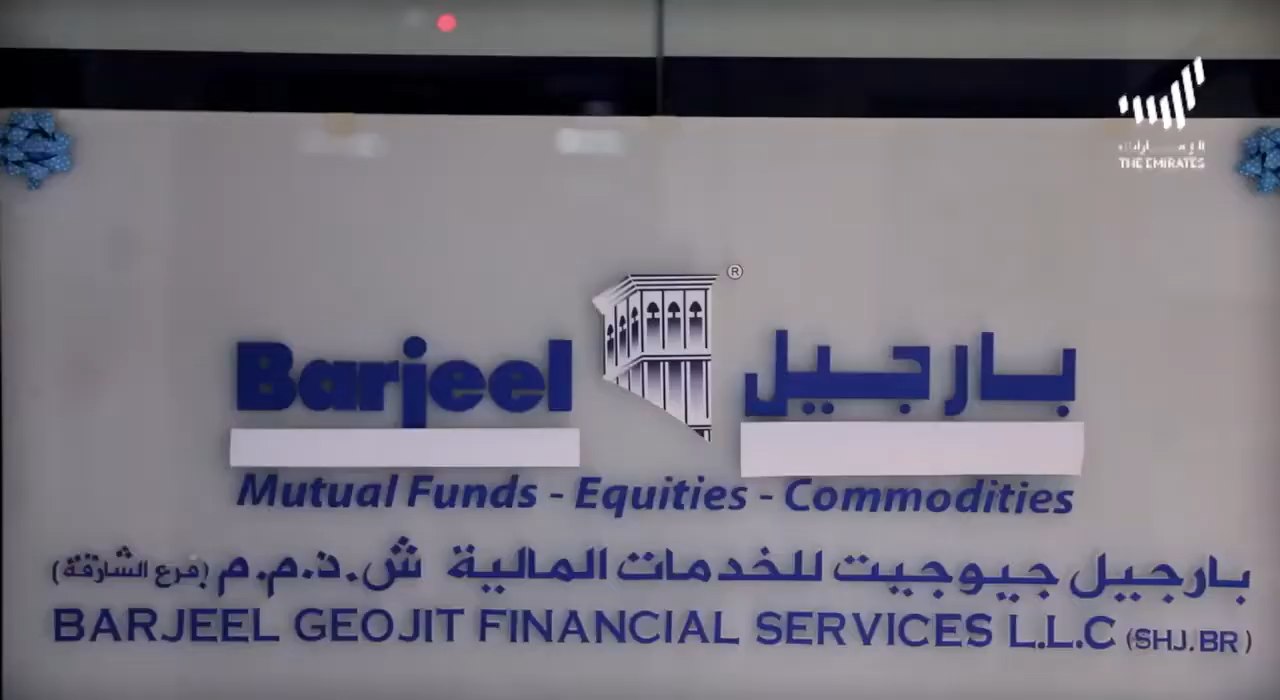 الإمارات
THE EMIRATES
®
Barjeel بارجيل
Mutual Funds - Equities - Commodities
بارجيل جيوجيت للخدمات المالية ش.ذ.م.م (فرع الشارقة)
BARJEEL GEOJIT FINANCIAL SERVICES L.L.C (SHJ.BR)